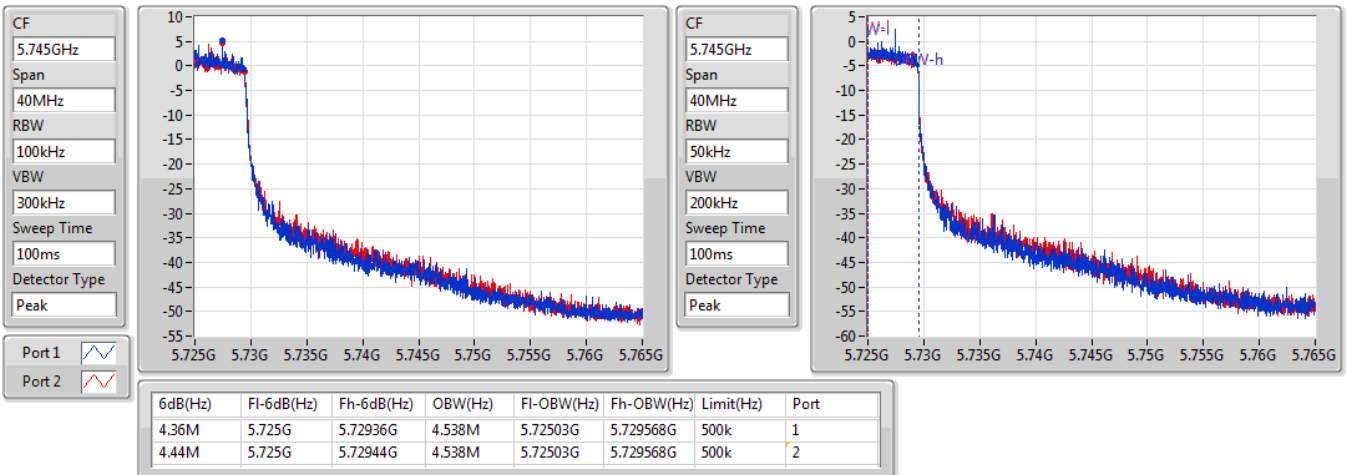 CF
5.745GHz
Span
40MHz
RBW
100kHz
VBW
300kHz
Sweep Time
100ms
Detector Type
Peak
Port 1
Port 2
10
5
0
-5
-10
-15
-20
-25
-30
-35
-40
-45
-50
-55
5.725G 5.73G 5.735G 5.74G 5.745G 5.75G 5.755G 5.76G 5.765G
CF
5.745GHz
Span
40MHz
RBW
50kHz
VBW
200kHz
Sweep Time
100ms
Detector Type
Peak
5
0
-5
-10
-15
-20
-25
-30
-35
-40
-45
-50
-55
-60
W-l
W-h
5.725G 5.73G 5.735G 5.74G 5.745G 5.75G 5.755G 5.76G 5.765G
6dB(Hz) Fl-6dB(Hz) Fh-6dB(Hz) OBW(Hz) Fl-OBW(Hz) Fh-OBW(Hz) Limit(Hz) Port
4.36M 5.725G 5.72936G 4.538M 5.72503G 5.729568G 500k 1
4.44M 5.725G 5.72944G 4.538M 5.72503G 5.729568G 500k 2